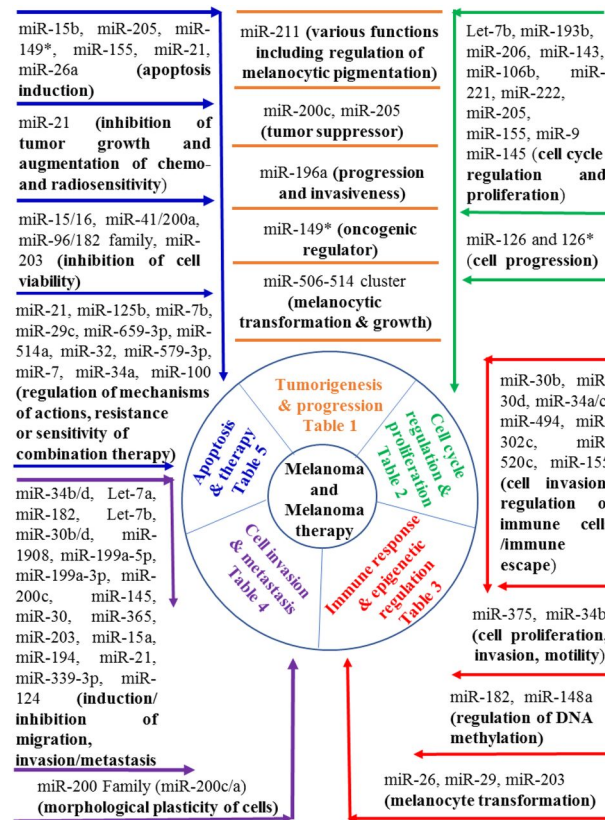 miR-15b, miR-205, miR-
149*, miR-155, miR-21,
miR-26a (apoptosis
induction)
miR-21 (inhibition of
tumor growth and
augmentation of chemo-
and radiosensitivity)
miR-15/16, miR-41/200a,
miR-96/182 family, miR-
203 (inhibition of cell
viability)
miR-21, miR-125b, miR-7b,
miR-29c, miR-659-3p, miR-
514a, miR-32, miR-579-3p,
miR-7, miR-34a, miR-100
(regulation of mechanisms
of actions, resistance
or sensitivity of
combination therapy)
miR-34b/d, Let-7a,
miR-182, Let-7b,
miR-30b/d, miR-
1908, miR-199a-5p,
miR-199a-3p, miR-
200c, miR-145,
miR-30, miR-365,
miR-203, miR-15a,
miR-194, miR-21,
miR-339-3p, miR-
124 (induction/
inhibition of
migration,
invasion/metastasis
miR-200 Family (miR-200c/a)
(morphological plasticity of cells)
miR-211 (various functions
including regulation of
melanocytic pigmentation)
miR-200c, miR-205
(tumor suppressor)
miR-196a (progression
and invasiveness)
miR-149* (oncogenic
regulator)
miR-506-514 cluster
(melanocytic
transformation & growth)
Tumorigenesis
& progression
Table 1
Cell cycle
regulation &
proliferation
Table 2
Immune response
& epigenetic
regulation
Table 3
Cell invasion
& metastasis
Table 4
Apoptosis
& therapy
Table 5
Melanoma
and
Melanoma
therapy
Let-7b, miR-193b,
miR-206, miR-143,
miR-106b, miR-
221, miR-222,
miR-205,
miR-155, miR-9
miR-145 (cell cycle
regulation and
proliferation)
miR-126 and 126*
(cell progression)
miR-30b, miR
30d, miR-34a/c
miR-494, miR
302c, miR
520c, miR-155
(cell invasion
regulation o
immune cell
/immune
escape)
miR-375, miR-34b
(cell proliferation,
invasion, motility)
miR-182, miR-148a
(regulation of DNA
methylation)
miR-26, miR-29, miR-203
(melanocyte transformation)